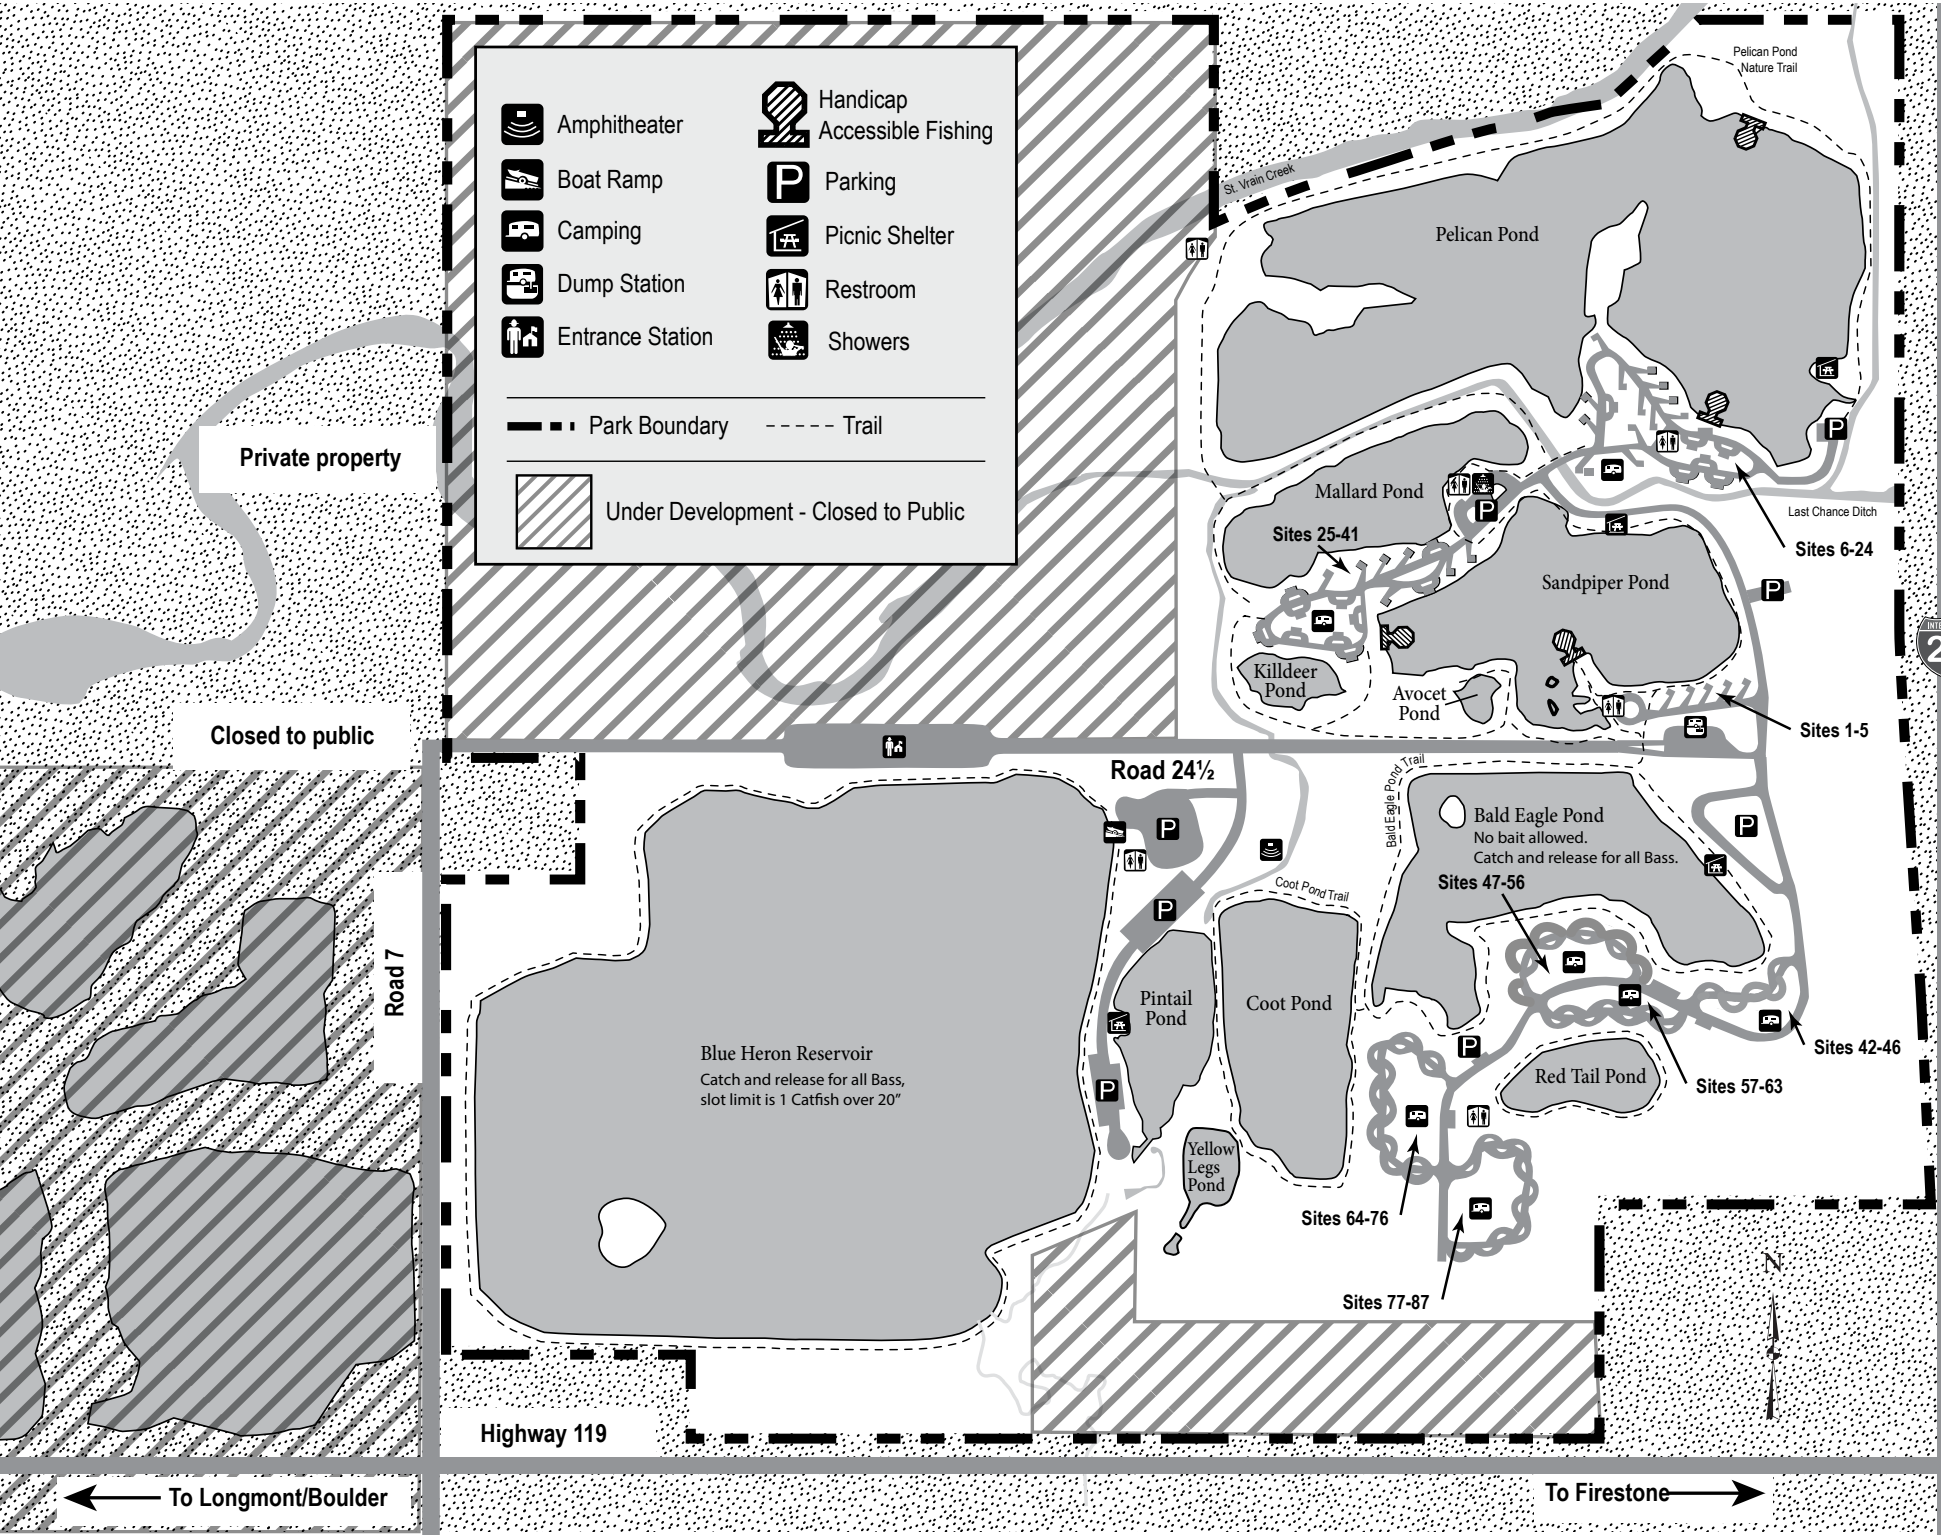 Amphitheater
Boat Ramp
Camping
Dump Station
Entrance Station
Handicap
Accessible Fishing
P
Parking
Picnic Shelter
Restroom
Showers
Park Boundary
Trail
Under Development - Closed to Public
Pelican Pond
Nature Trail
St. Vrain Creek
Pelican Pond
P
Private property
Mallard Pond
P
Last Chance Ditch
Sites 25-41
Sites 6-24
Sandpiper Pond
P
Killdeer
Pond
Avocet
Pond
Sites 1-5
Closed to public
Road 24½
Bald Eagle Pond Trail
Bald Eagle Pond
No bait allowed.
Catch and release for all Bass.
P
P
Sites 47-56
Coot Pond Trail
P
Road 7
Pintail
Pond
Coot Pond
Blue Heron Reservoir
Catch and release for all Bass,
slot limit is 1 Catfish over 20”
P
P
Sites 42-46
Red Tail Pond
Sites 57-63
Yellow
Legs
Pond
Sites 64-76
Sites 77-87
N
Highway 119
To Longmont/Boulder
To Firestone